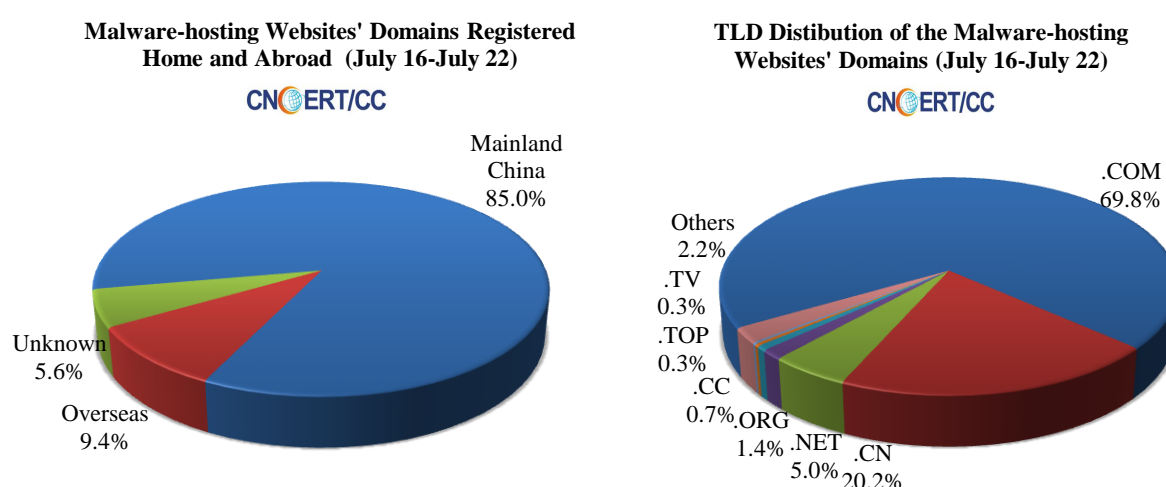 Malware-hosting Websites' Domains Registered
Home and Abroad (July 16-July 22)
CNCERT/CC
Mainland
China
85.0%
Unknown
5.6%
Overseas
9.4%
TLD Distibution of the Malware-hosting
Websites' Domains (July 16-July 22)
CNCERT/CC
.COM
69.8%
Others
2.2%
.TV
0.3%
.TOP
0.3%
.CC
0.7%
.ORG
1.4%
.NET
5.0%
.CN
20.2%